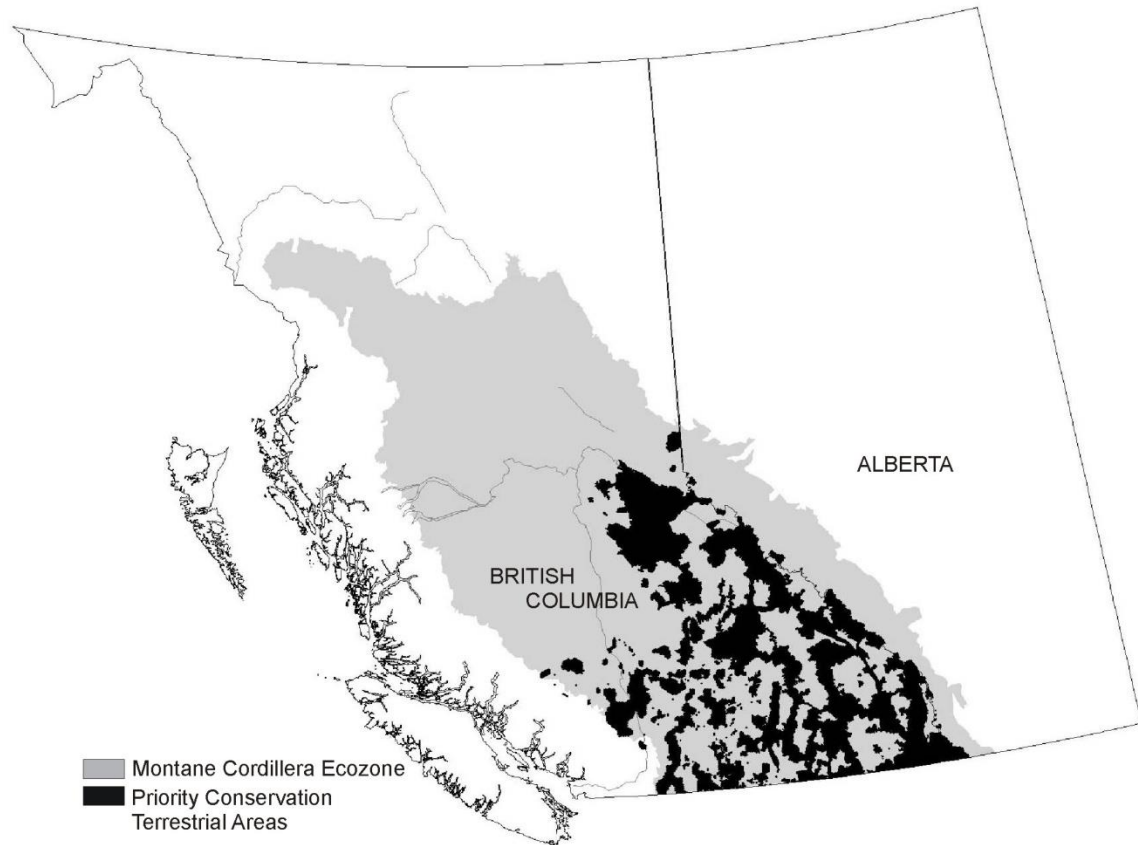 ALBERTA
BRITISH
COLUMBIA
Montane Cordillera Ecozone
Priority Conservation
Terrestrial Areas